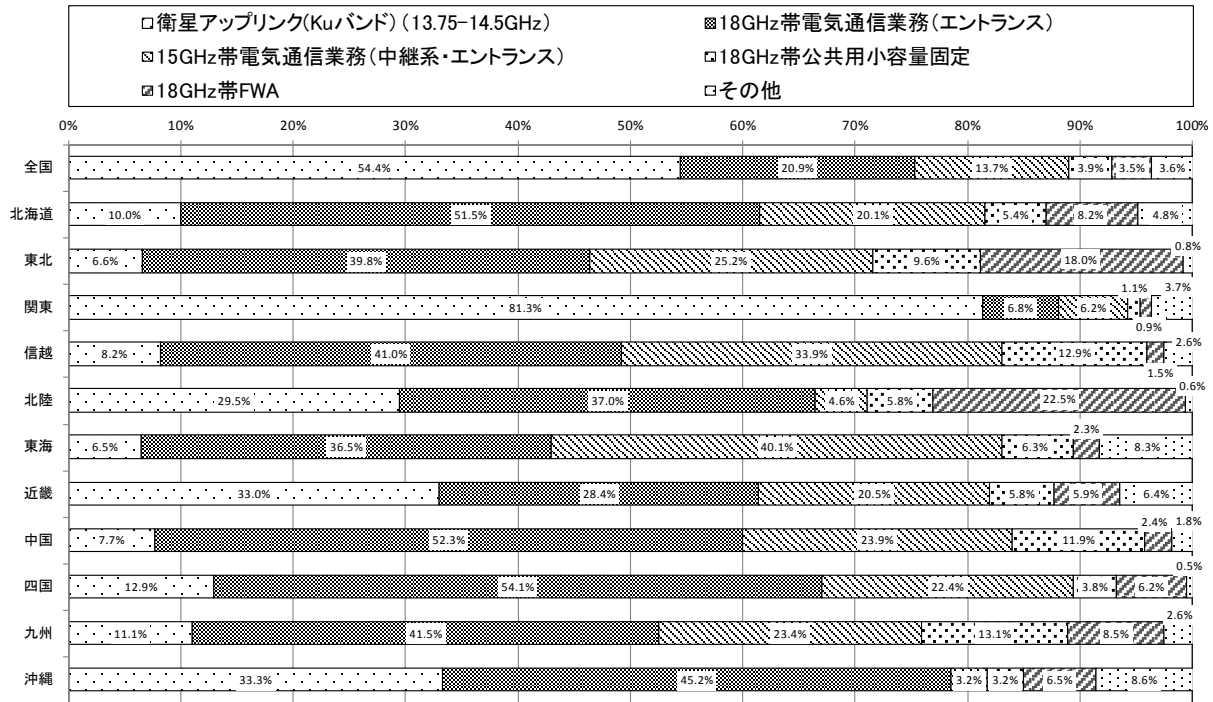 衛星アップリンク(Kuバンド)(13.75-14.5GHz) 18GHz帯電気通信業務(エントランス)
15GHz帯電気通信業務(中継系・エントランス) 18GHz帯公共用小容量固定
18GHz帯FWA その他
0% 10% 20% 30% 40% 50% 60% 70% 80% 90% 100%
全国 54.4% 20.9% 13.7% 3.9% 3.5% 3.6%
北海道 10.0% 51.5% 20.1% 5.4% 8.2% 4.8%
東北 6.6% 39.8% 25.2% 9.6% 18.0% 0.8%
関東 81.3% 6.8% 6.2% 1.1% 0.9% 3.7%
信越 8.2% 41.0% 33.9% 12.9% 1.5% 2.6%
北陸 29.5% 37.0% 4.6% 5.8% 22.5% 0.6%
東海 6.5% 36.5% 40.1% 6.3% 2.3% 8.3%
近畿 33.0% 28.4% 20.5% 5.8% 5.9% 6.4%
中国 7.7% 52.3% 23.9% 11.9% 2.4% 1.8%
四国 12.9% 54.1% 22.4% 3.8% 6.2% 0.5%
九州 11.1% 41.5% 23.4% 13.1% 8.5% 2.6%
沖縄 33.3% 45.2% 3.2% 3.2% 6.5% 8.6%